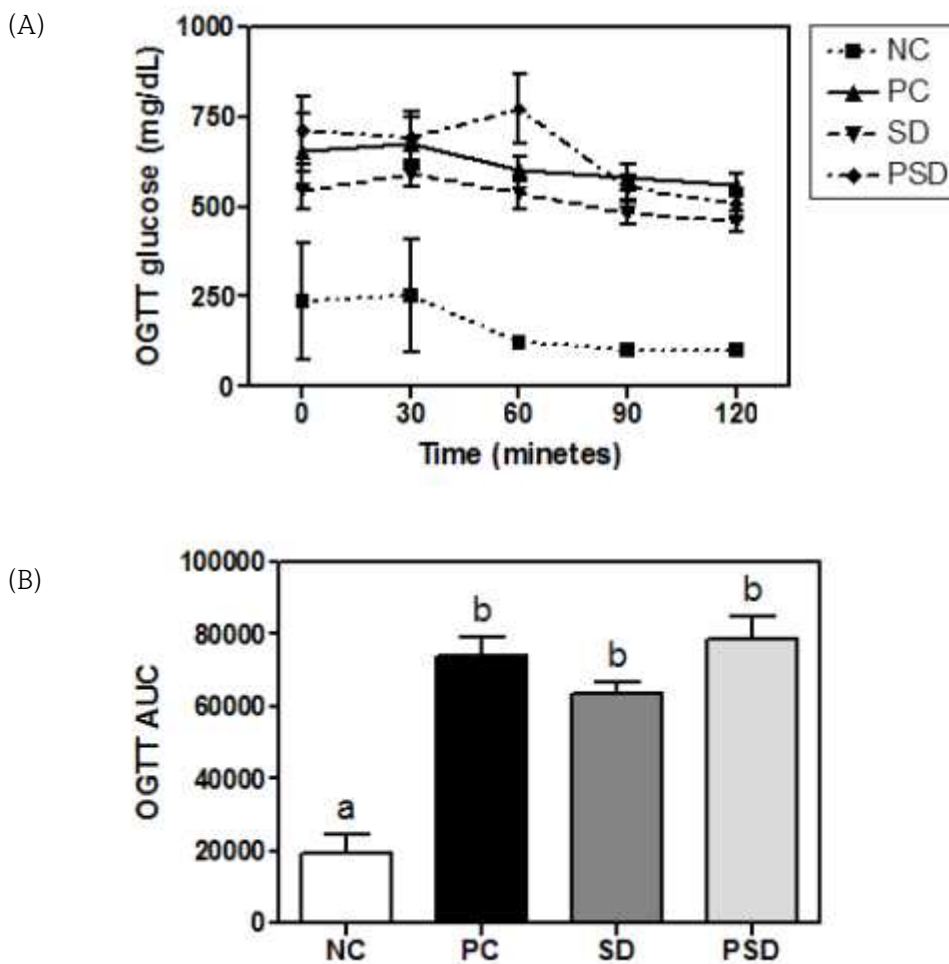 (A)
OGTT glucose (mg/dL)
1000
750
500
250
0
0 30 60 90 120
Time (minetes)
NC
PC
SD
PSD
(B)
OGTT AUC
100000
80000
60000
40000
20000
0
a b b b
NC PC SD PSD